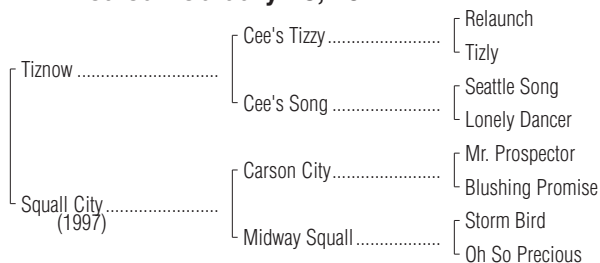 Relaunch
Cee's Tizzy
Tizly
Tiznow
Seattle Song
Cee's Song
Lonely Dancer
Mr. Prospector
Carson City
Blushing Promise
Squall City
(1997)
Storm Bird
Midway Squall
Oh So Precious